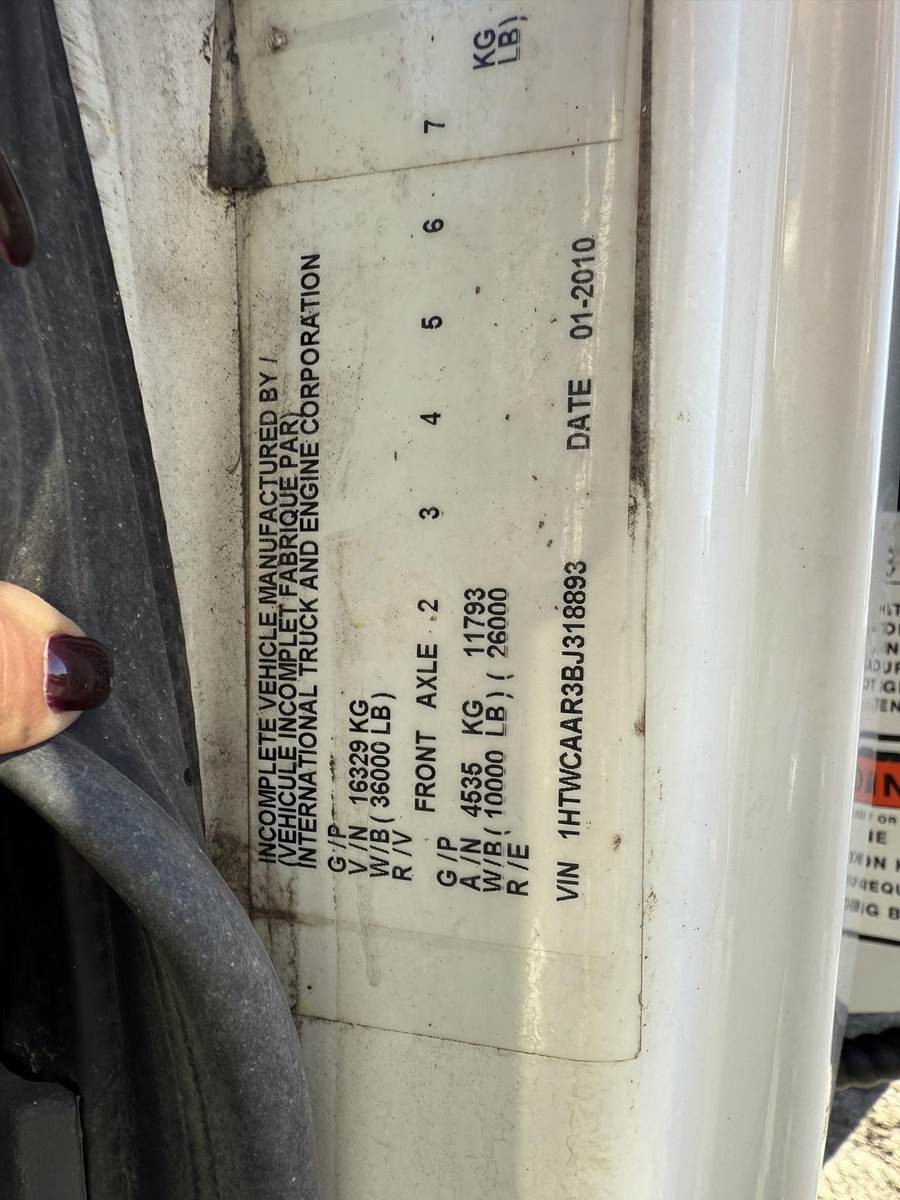 INCOMPLETE VEHICLE MANUFACTURED BY /
(VEHICULE INCOMPLET FABRIQUE PAR)
INTERNATIONAL TRUCK AND ENGINE CORPORATION
G/P
V/N 16329 KG
W/B ( 36000 LB )
R/V
FRONT AXLE 2 3 4 5 6 7
G/P
A/N 4535 KG 11793 KG
W/B( 10000 LB ) ( 26000 LB )
R/E
VIN 1HTWCAAR3BJ318893 DATE 01-2010